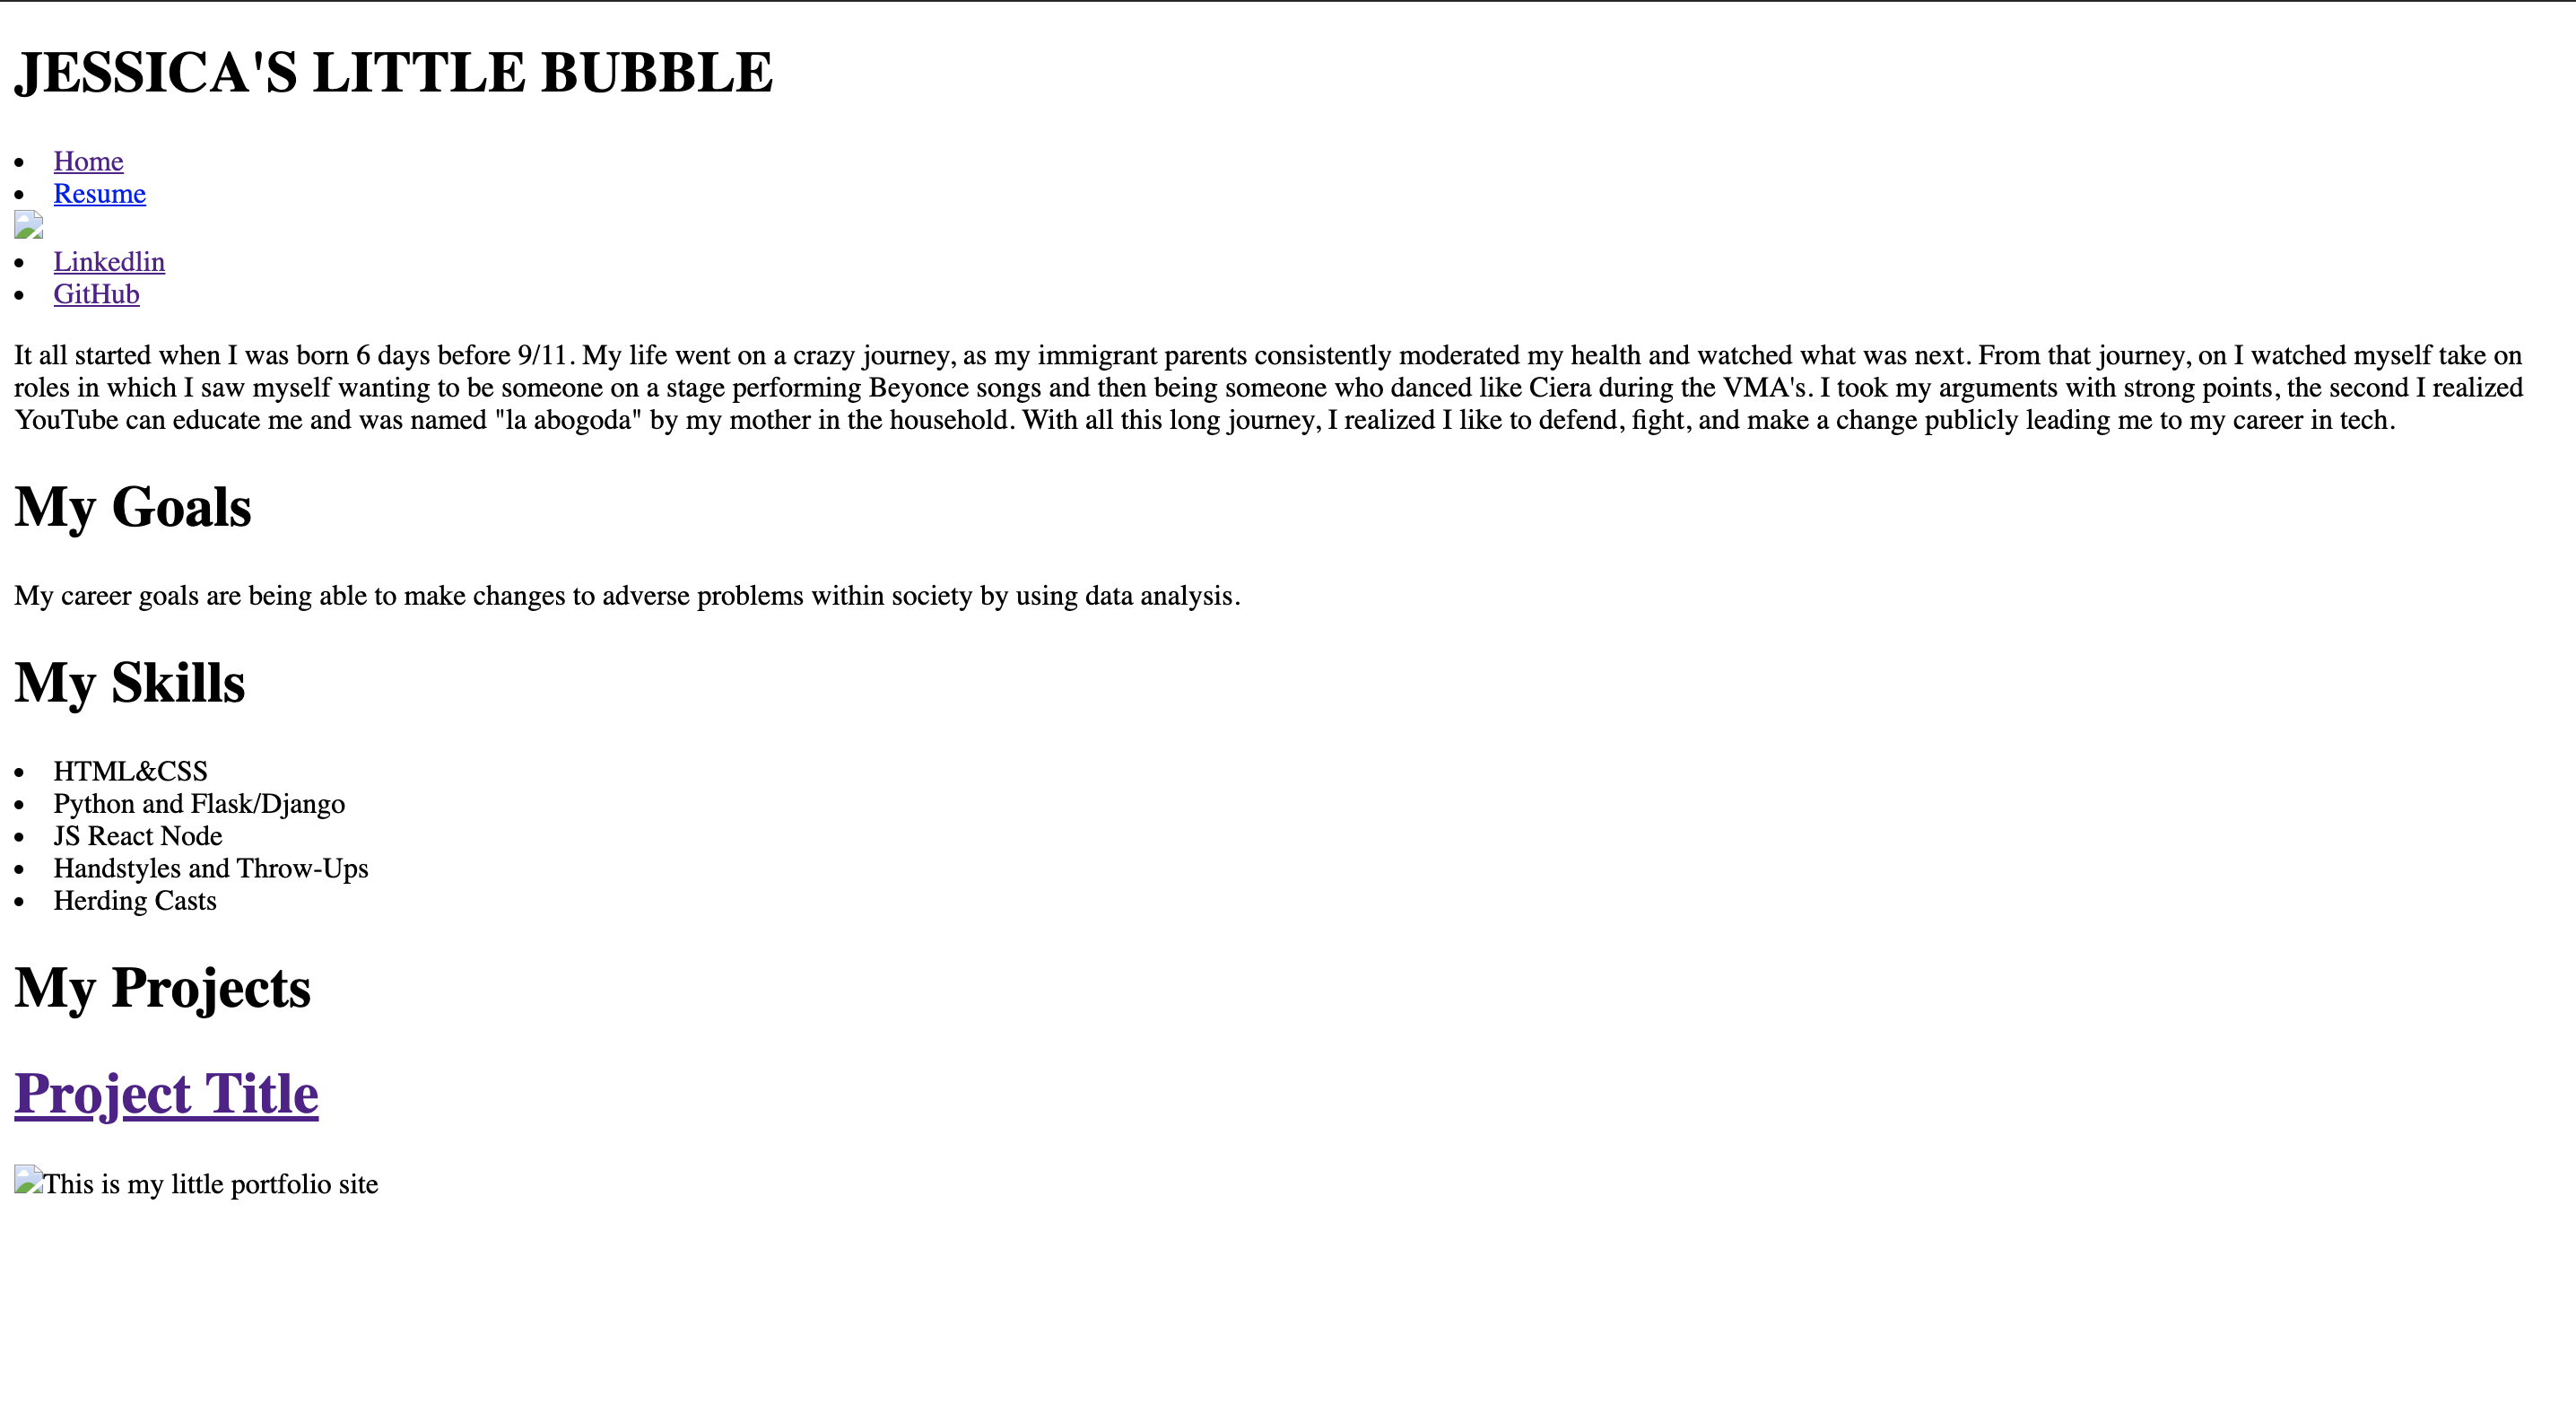 JESSICA'S LITTLE BUBBLE
Home
Resume
Linkedlin
GitHub
It all started when I was born 6 days before 9/11. My life went on a crazy journey, as my immigrant parents consistently moderated my health and watched what was next. From that journey, on I watched myself take on
roles in which I saw myself wanting to be someone on a stage performing Beyonce songs and then being someone who danced like Ciera during the VMA's. I took my arguments with strong points, the second I realized
YouTube can educate me and was named "la abogoda" by my mother in the household. With all this long journey, I realized I like to defend, fight, and make a change publicly leading me to my career in tech.
My Goals
My career goals are being able to make changes to adverse problems within society by using data analysis.
My Skills
HTML&CSS
Python and Flask/Django
JS React Node
Handstyles and Throw-Ups
Herding Casts
My Projects
Project Title
This is my little portfolio site